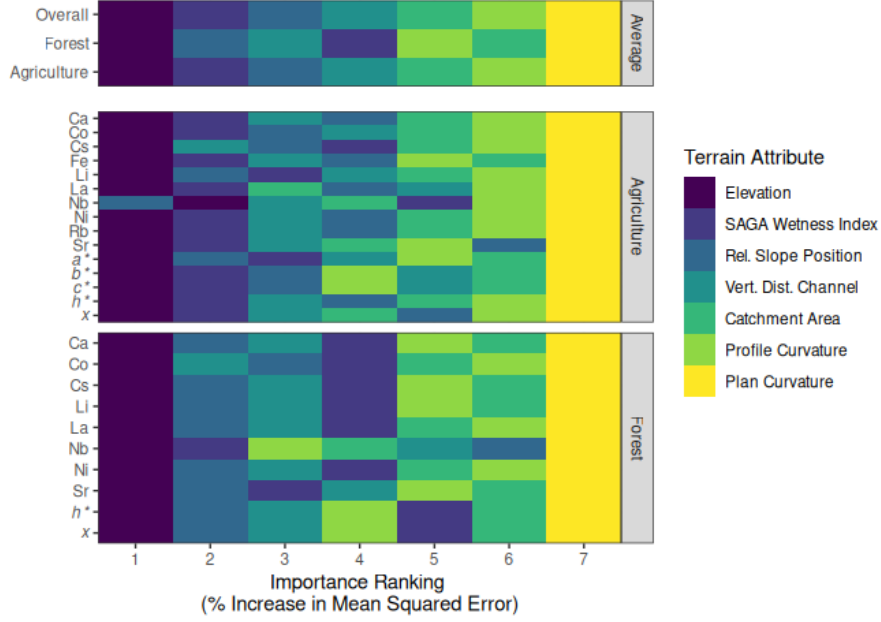 Overall
Forest
Agriculture
Average
Ca
Co
Cs
Fe
Li
La
Nb
Ni
Rb
Sr
a*
b*
c*
h*
x
Agriculture
Ca
Co
Cs
Li
La
Nb
Ni
Sr
h*
x
Forest
1 2 3 4 5 6 7
Importance Ranking
(% Increase in Mean Squared Error)
Terrain Attribute
Elevation
SAGA Wetness Index
Rel. Slope Position
Vert. Dist. Channel
Catchment Area
Profile Curvature
Plan Curvature